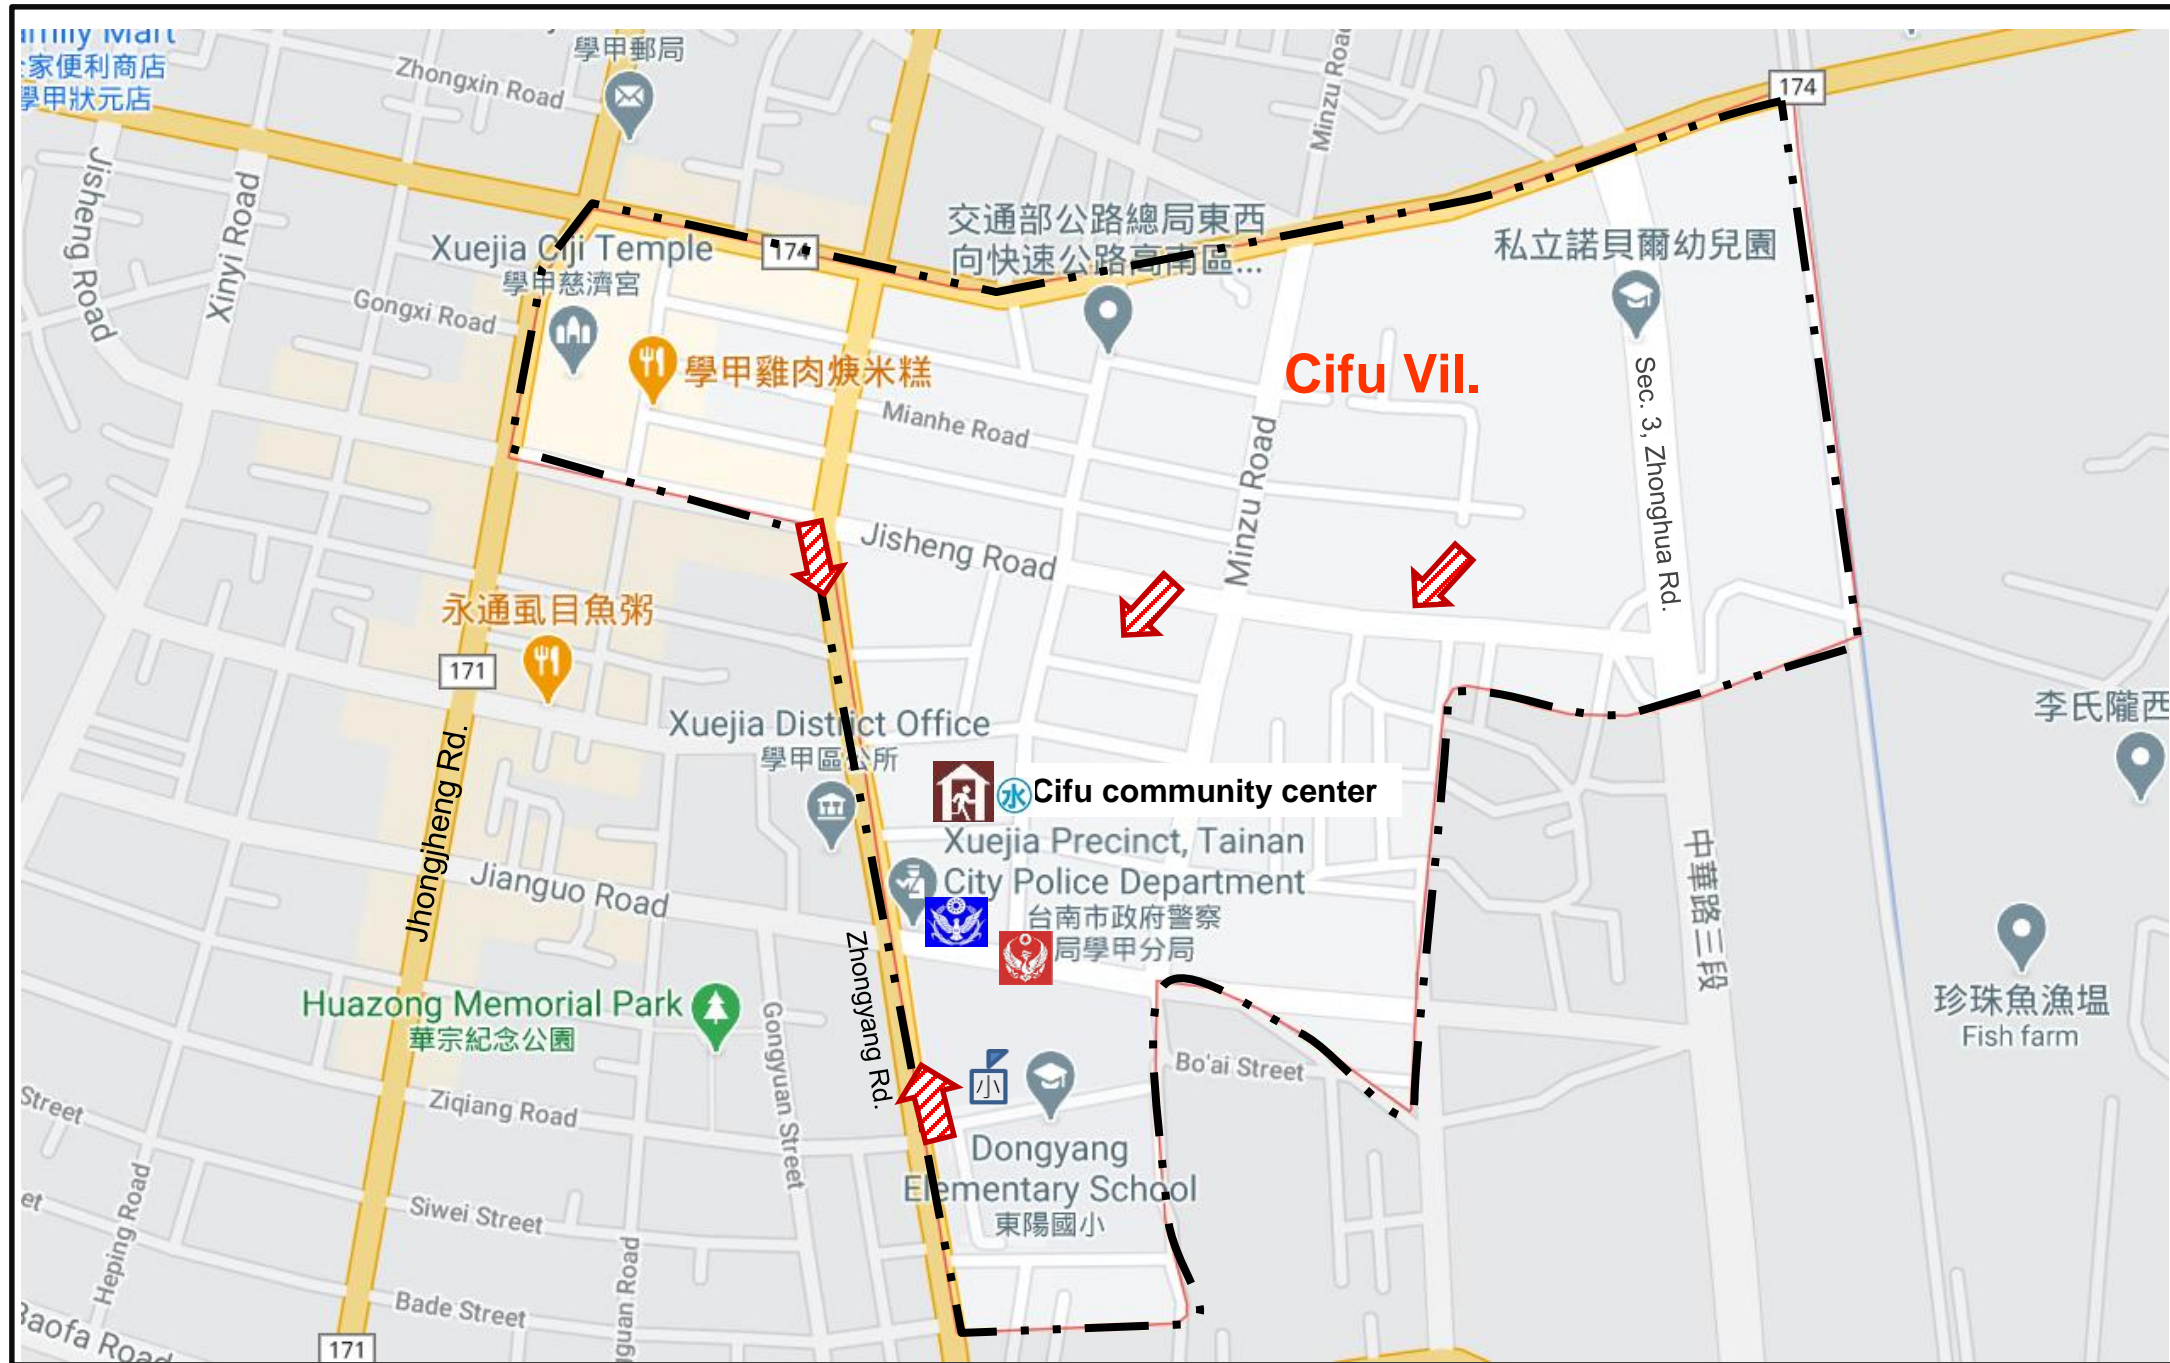 Family Mart
全家便利商店
學甲狀元店
學甲郵局
Zhongxin Road
Minzu Road
174
Jisheng Road
Xinyi Road
Xuejia Ciji Temple
學甲慈濟宮
174
交通部公路總局東西
向快速公路高南區...
私立諾貝爾幼兒園
Gongxi Road
學甲雞肉焿米糕
Mianhe Road
Cifu Vil.
Minzu Road
Sec. 3, Zhonghua Rd.
Jisheng Road
永通虱目魚粥
171
Xuejia District Office
學甲區公所
李氏隴西
Jhongjheng Rd.
水
Cifu community center
Xuejia Precinct, Tainan
City Police Department
台南市政府警察
局學甲分局
中華路三段
Jianguo Road
Zhongyang Rd.
Huazong Memorial Park
華宗紀念公園
Gongyuan Street
珍珠魚漁塭
Fish farm
小
Bo'ai Street
Street
Ziqiang Road
Dongyang
Elementary School
東陽國小
Heping Road
Siwei Street
et
Bade Street
Baofa Road
guan Road
171